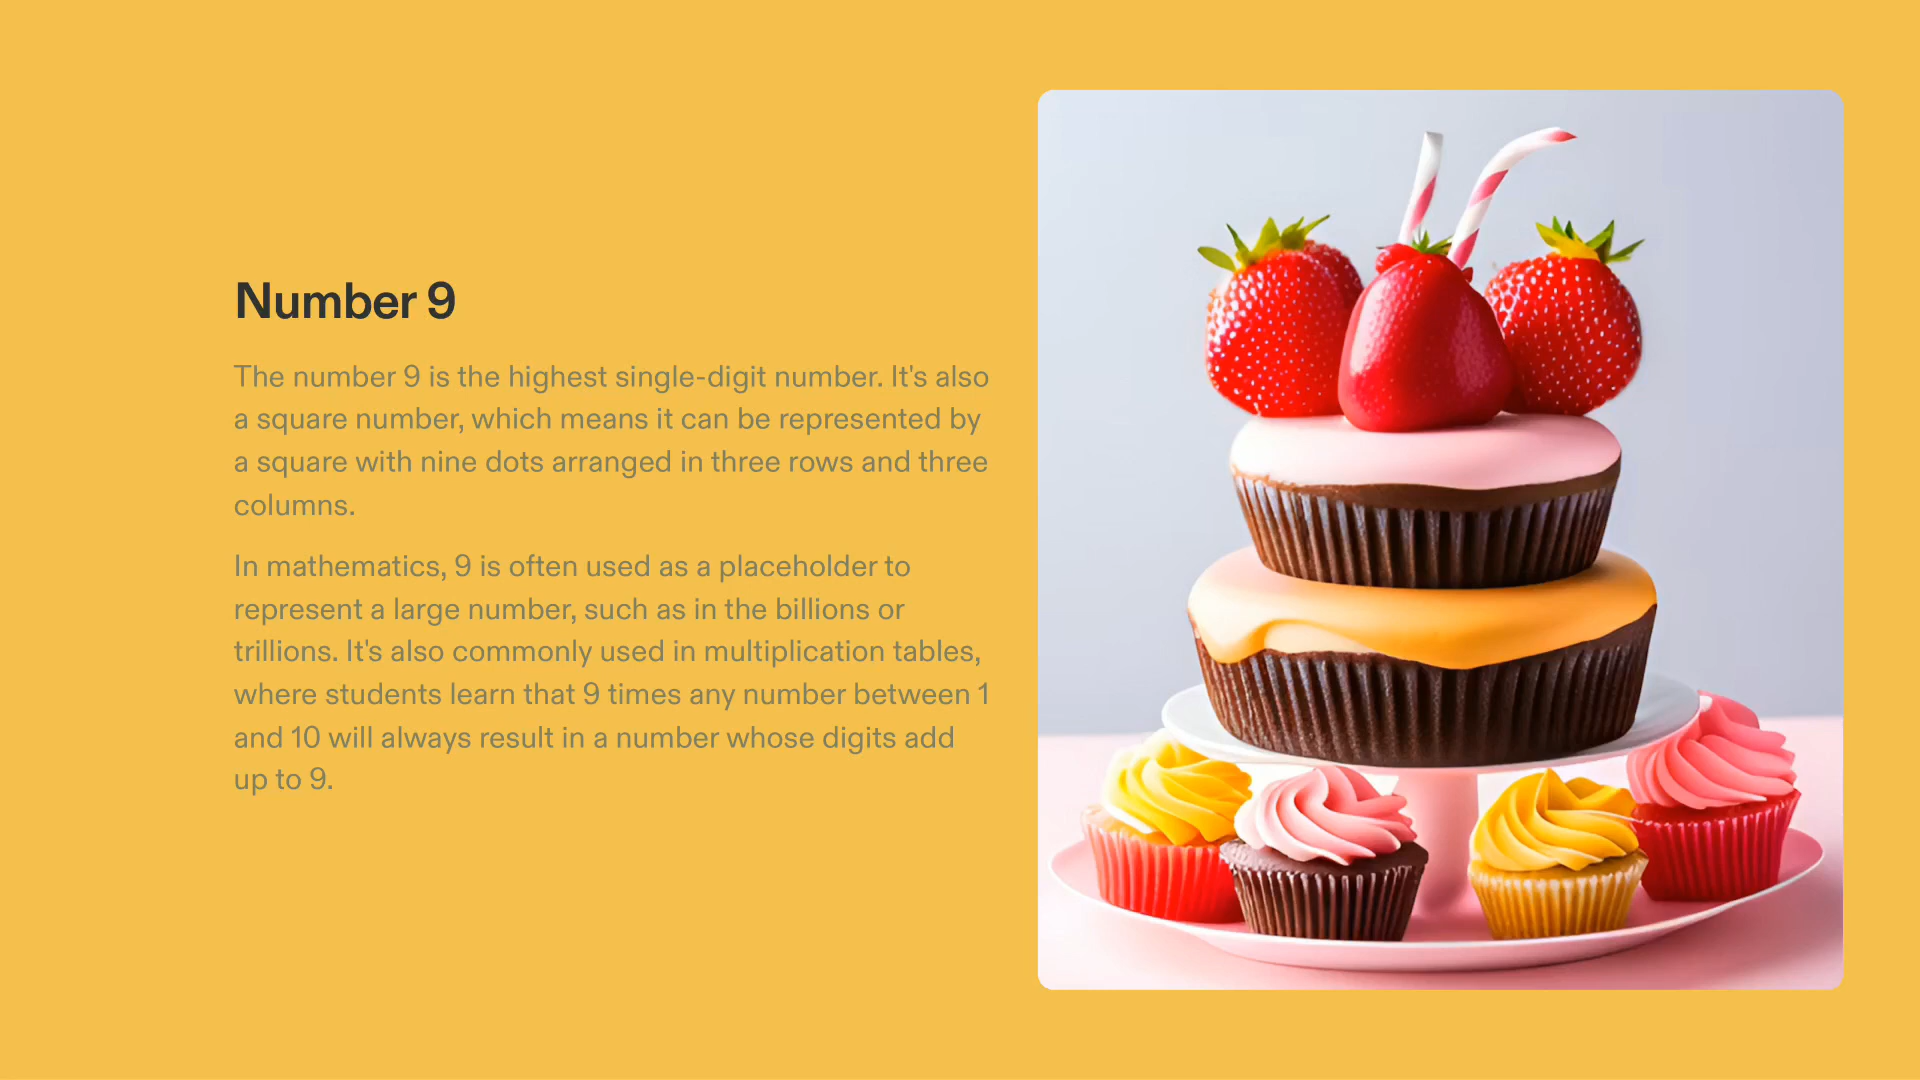 Number 9
The number 9 is the highest single-digit number. It's also
a square number, which means it can be represented by
a square with nine dots arranged in three rows and three
columns.
In mathematics, 9 is often used as a placeholder to
represent a large number, such as in the billions or
trillions. It's also commonly used in multiplication tables,
where students learn that 9 times any number between 1
and 10 will always result in a number whose digits add
up to 9.